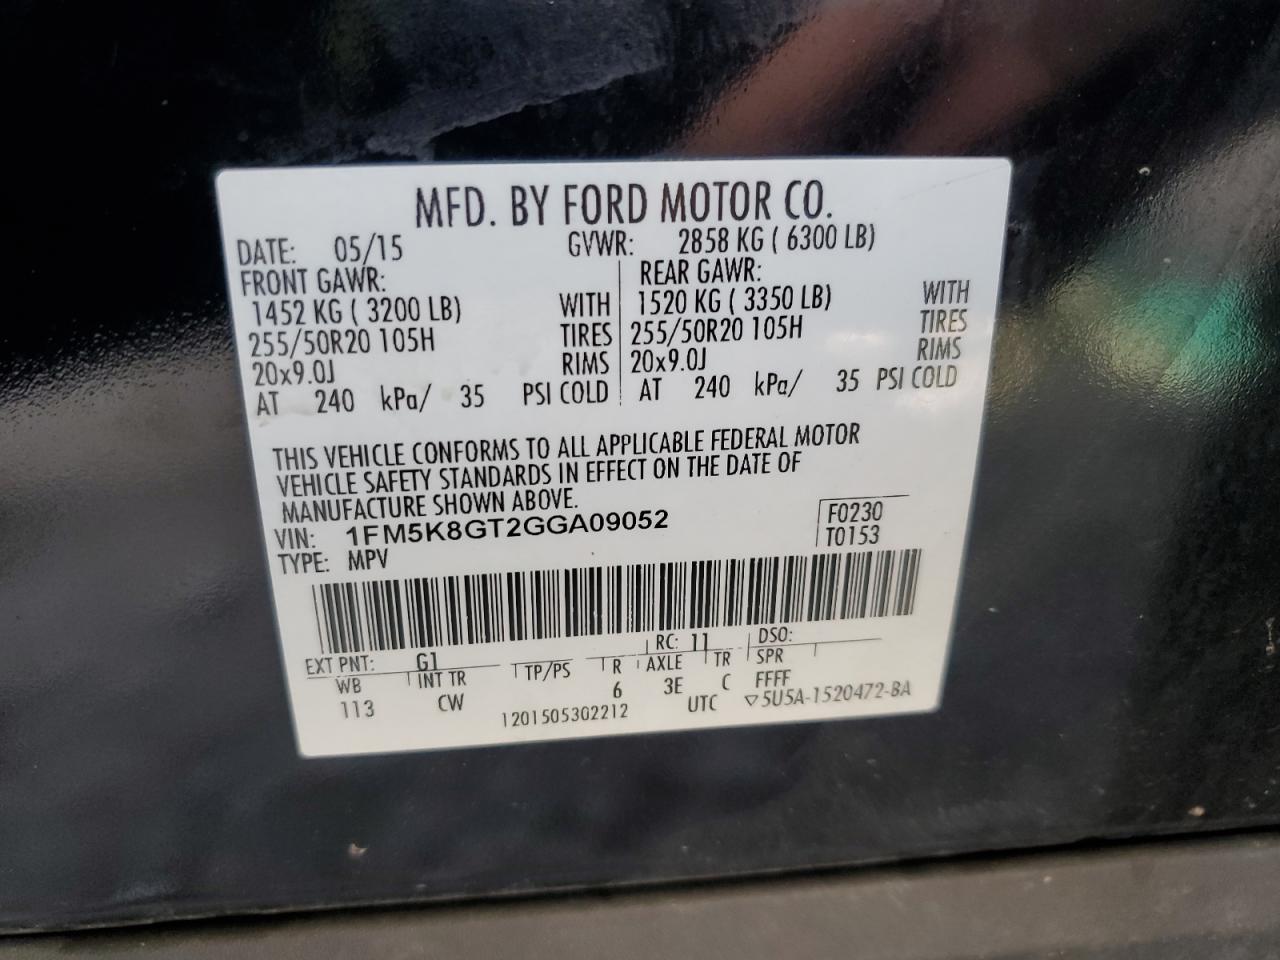 MFD. BY FORD MOTOR CO.
DATE: 05/15 GVWR: 2858 KG ( 6300 LB)
FRONT GAWR: REAR GAWR:
1452 KG ( 3200 LB) WITH 1520 KG ( 3350 LB) WITH
255/50R20 105H TIRES 255/50R20 105H TIRES
20x9.0J RIMS 20x9.0J RIMS
AT 240 kPa/ 35 PSI COLD AT 240 kPa/ 35 PSI COLD
THIS VEHICLE CONFORMS TO ALL APPLICABLE FEDERAL MOTOR
VEHICLE SAFETY STANDARDS IN EFFECT ON THE DATE OF
MANUFACTURE SHOWN ABOVE.
VIN: 1FM5K8GT2GGA09052 F0230
TYPE: MPV T0153
EXT PNT: G1 RC: 11 DSO:
WB INT TR TP/PS R AXLE TR SPR
113 CW 6 3E C FFFF
1201505302212 UTC ▽5U5A-1520472-BA